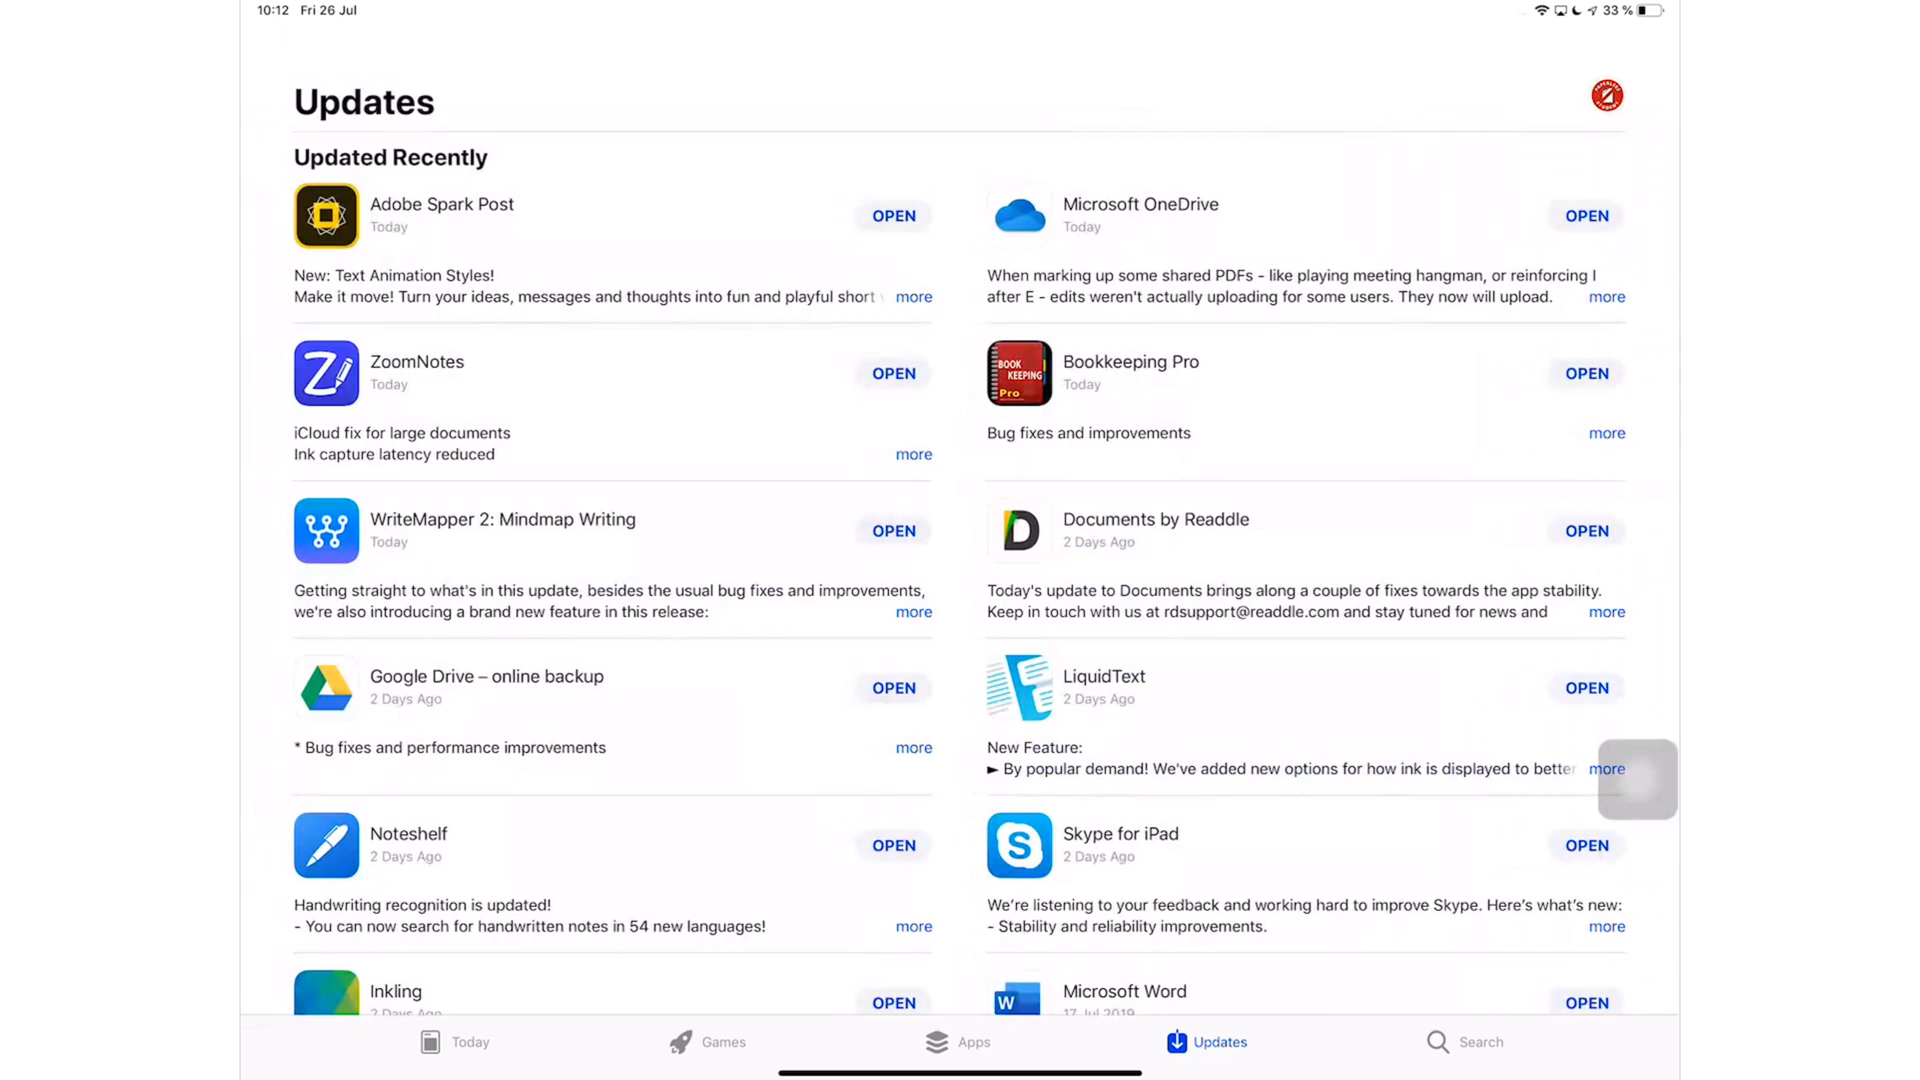 10:12 Fri 26 Jul
33 %
Updates
Updated Recently
Adobe Spark Post
Today
OPEN
New: Text Animation Styles!
Make it move! Turn your ideas, messages and thoughts into fun and playful short
more
Microsoft OneDrive
Today
OPEN
When marking up some shared PDFs - like playing meeting hangman, or reinforcing I
after E - edits weren't actually uploading for some users. They now will upload.
more
ZoomNotes
Today
OPEN
iCloud fix for large documents
Ink capture latency reduced
more
BOOK
KEEPING
Pro
Bookkeeping Pro
Today
OPEN
Bug fixes and improvements
more
WriteMapper 2: Mindmap Writing
Today
OPEN
Getting straight to what's in this update, besides the usual bug fixes and improvements,
we're also introducing a brand new feature in this release:
more
Documents by Readdle
2 Days Ago
OPEN
Today's update to Documents brings along a couple of fixes towards the app stability.
Keep in touch with us at rdsupport@readdle.com and stay tuned for news and
more
Google Drive – online backup
2 Days Ago
OPEN
* Bug fixes and performance improvements
more
LiquidText
2 Days Ago
OPEN
New Feature:
► By popular demand! We've added new options for how ink is displayed to better
more
Noteshelf
2 Days Ago
OPEN
Handwriting recognition is updated!
- You can now search for handwritten notes in 54 new languages!
more
Skype for iPad
2 Days Ago
OPEN
We’re listening to your feedback and working hard to improve Skype. Here’s what’s new:
- Stability and reliability improvements.
more
Inkling
2 Days Ago
OPEN
W
Microsoft Word
17 Jul 2019
OPEN
Today
Games
Apps
Updates
Search